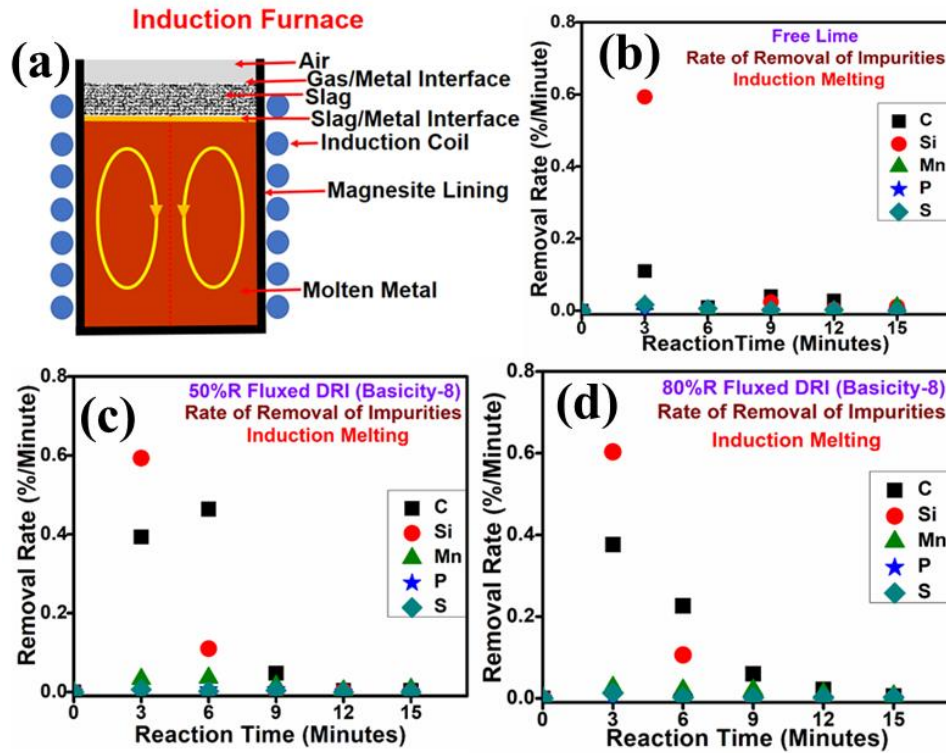 Induction Furnace
(a)
Air
Gas/Metal Interface
Slag
Slag/Metal Interface
Induction Coil
Magnesite Lining
Molten Metal
(b)
Free Lime
Rate of Removal of Impurities
Induction Melting
C
Si
Mn
P
S
Removal Rate (%/Minute)
0.8
0.6
0.4
0.2
0.0
0 3 6 9 12 15
ReactionTime (Minutes)
(c)
50%R Fluxed DRI (Basicity-8)
Rate of Removal of Impurities
Induction Melting
C
Si
Mn
P
S
Removal Rate (%/Minute)
0.8
0.6
0.4
0.2
0.0
0 3 6 9 12 15
Reaction Time (Minutes)
(d)
80%R Fluxed DRI (Basicity-8)
Rate of Removal of Impurities
Induction Melting
C
Si
Mn
P
S
Removal Rate (%/Minute)
0.8
0.6
0.4
0.2
0.0
0 3 6 9 12 15
Reaction Time (Minutes)